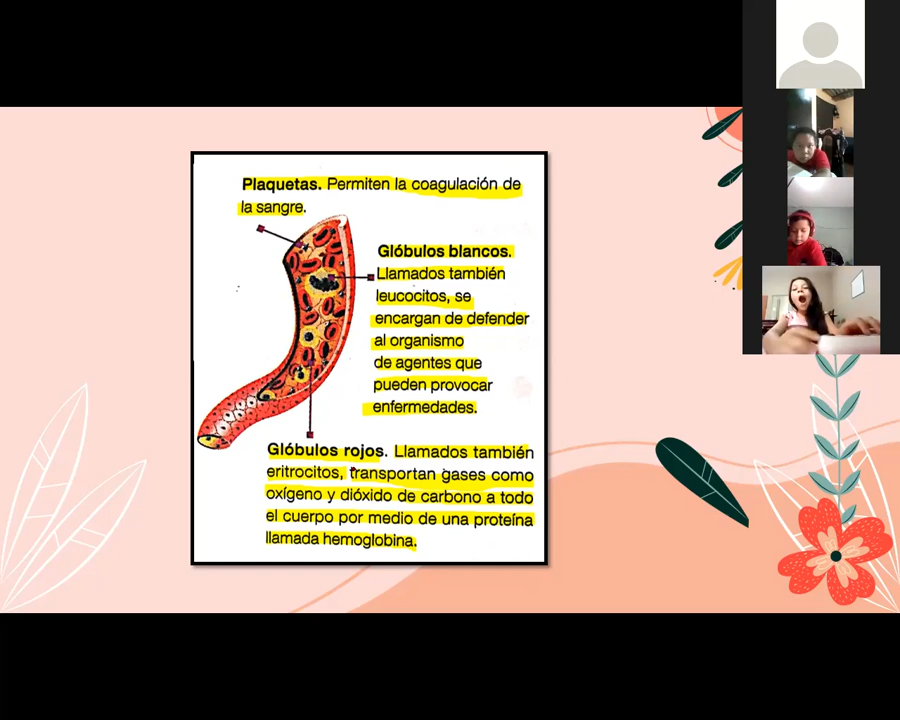 Plaquetas. Permiten la coagulación de
la sangre.
Glóbulos blancos.
Llamados también
leucocitos, se
encargan de defender
al organismo
de agentes que
pueden provocar
enfermedades.
Glóbulos rojos. Llamados también
eritrocitos, transportan gases como
oxígeno y dióxido de carbono a todo
el cuerpo por medio de una proteína
llamada hemoglobina.